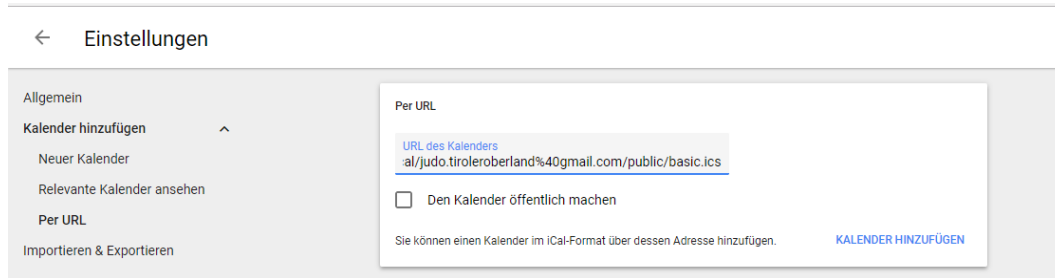 Einstellungen
Allgemein
Kalender hinzufügen
Neuer Kalender
Relevante Kalender ansehen
Per URL
Importieren & Exportieren
Per URL
URL des Kalenders
al/judo.tiroleroberland%40gmail.com/public/basic.ics
Den Kalender öffentlich machen
Sie können einen Kalender im iCal-Format über dessen Adresse hinzufügen. KALENDER HINZUFÜGEN